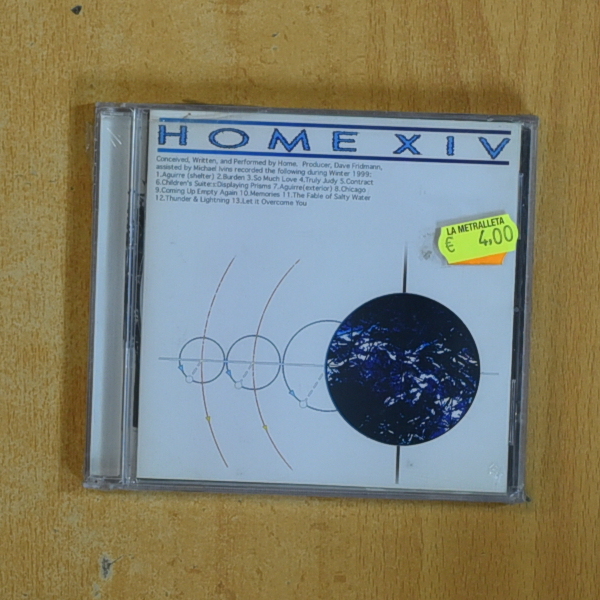 HOME XIV
Conceived, Written, and Performed by Home. Producer, Dave Fridmann,
assisted by Michael Ivins recorded the following during Winter 1999:
1.Aguirre (shelter) 2.Burden 3.So Much Love 4.Truly Judy 5.Contract
6.Children's Suite:s:Displaying Prisms 7.Aguirre(exterior) 8.Chicago
9.Coming Up Empty Again 10.Memories 11.The Fable of Salty Water
12.Thunder & Lightning 13.Let it Overcome You
LA METRALLETA
€ 4,00